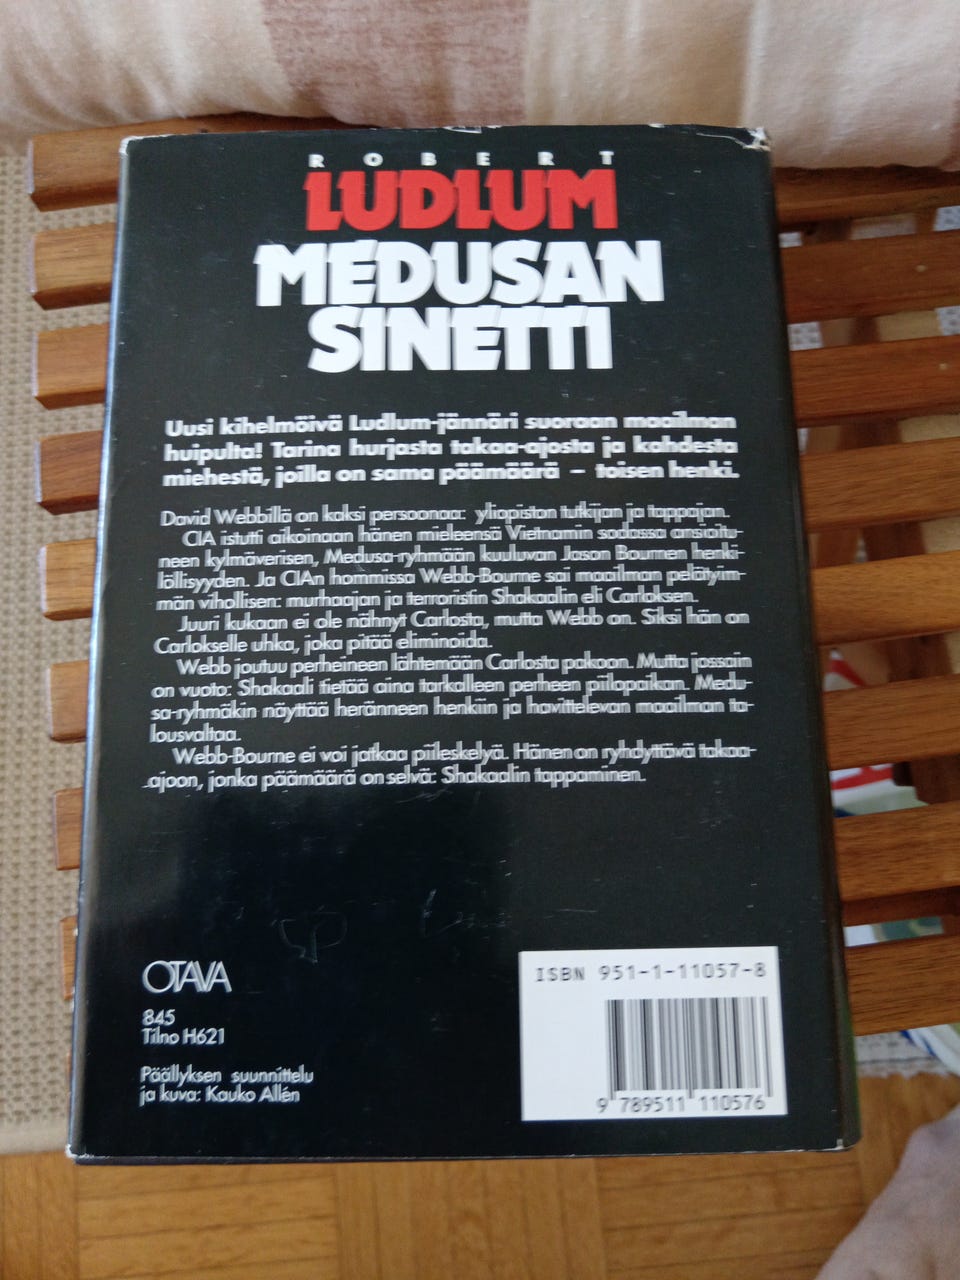 ROBERT
LUDLUM
MEDUSAN
SINETTI
Uusi kihelmöivä Ludlum-jännäri suoraan maailman
huipulta! Tarina hurjasta takaa-ajosta ja kahdesta
miehestä, joilla on sama päämäärä – toisen henki.
David Webbillä on kaksi persoonaa: yliopiston tutkijan ja tappajan.
CIA istutti aikoinaan hänen mieleensä Vietnamin sodassa ansioitu-
neen kylmäverisen, Medusa-ryhmään kuuluvan Jason Bournen henki-
löllisyyden. Ja CIAn hommissa Webb-Bourne sai maailman pelätyim-
män vihollisen: murhaajan ja terroristin Shakaalin eli Carloksen.
Juuri kukaan ei ole nähnyt Carlosta, mutta Webb on. Siksi hän on
Carlokselle uhka, joka pitää eliminoida.
Webb joutuu perheineen lähtemään Carlosta pakoon. Mutta jossain
on vuoto: Shakaali tietää aina tarkalleen perheen piilopaikan. Medu-
sa-ryhmäkin näyttää heränneen henkiin ja havittelevan maailman ta-
lousvaltaa.
Webb-Bourne ei voi jatkaa piileskelyä. Hänen on ryhdyttävä takaa-
ajoon, jonka päämäärä on selvä: Shakaalin tappaminen.
OTAVA
845
Tilno H621
Päällyksen suunnittelu
ja kuva: Kauko Allén
ISBN 951-1-11057-8
9 789511 110576